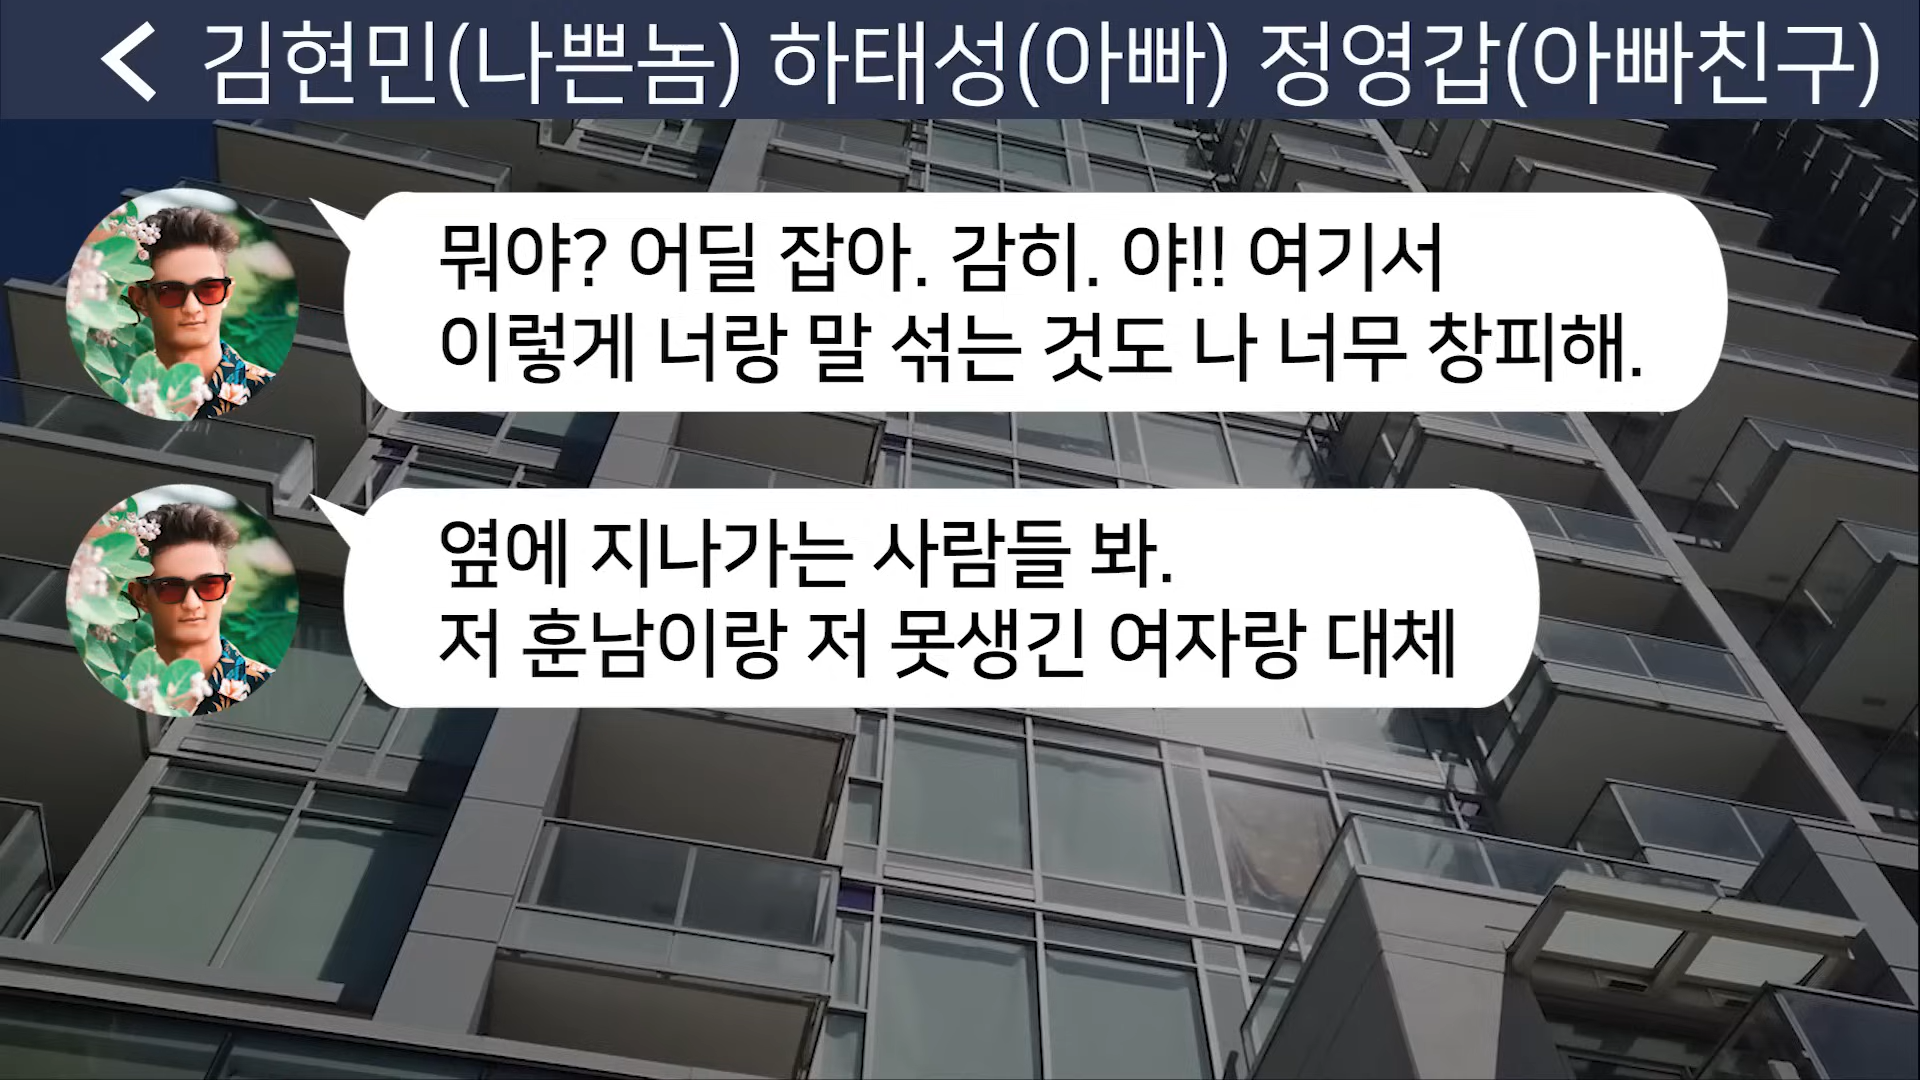 김현민(나쁜놈) 하태성(아빠) 정영갑(아빠친구)
뭐야? 어딜 잡아. 감히. 야!! 여기서
이렇게 너랑 말 섞는 것도 나 너무 창피해.
옆에 지나가는 사람들 봐.
저 훈남이랑 저 못생긴 여자랑 대체